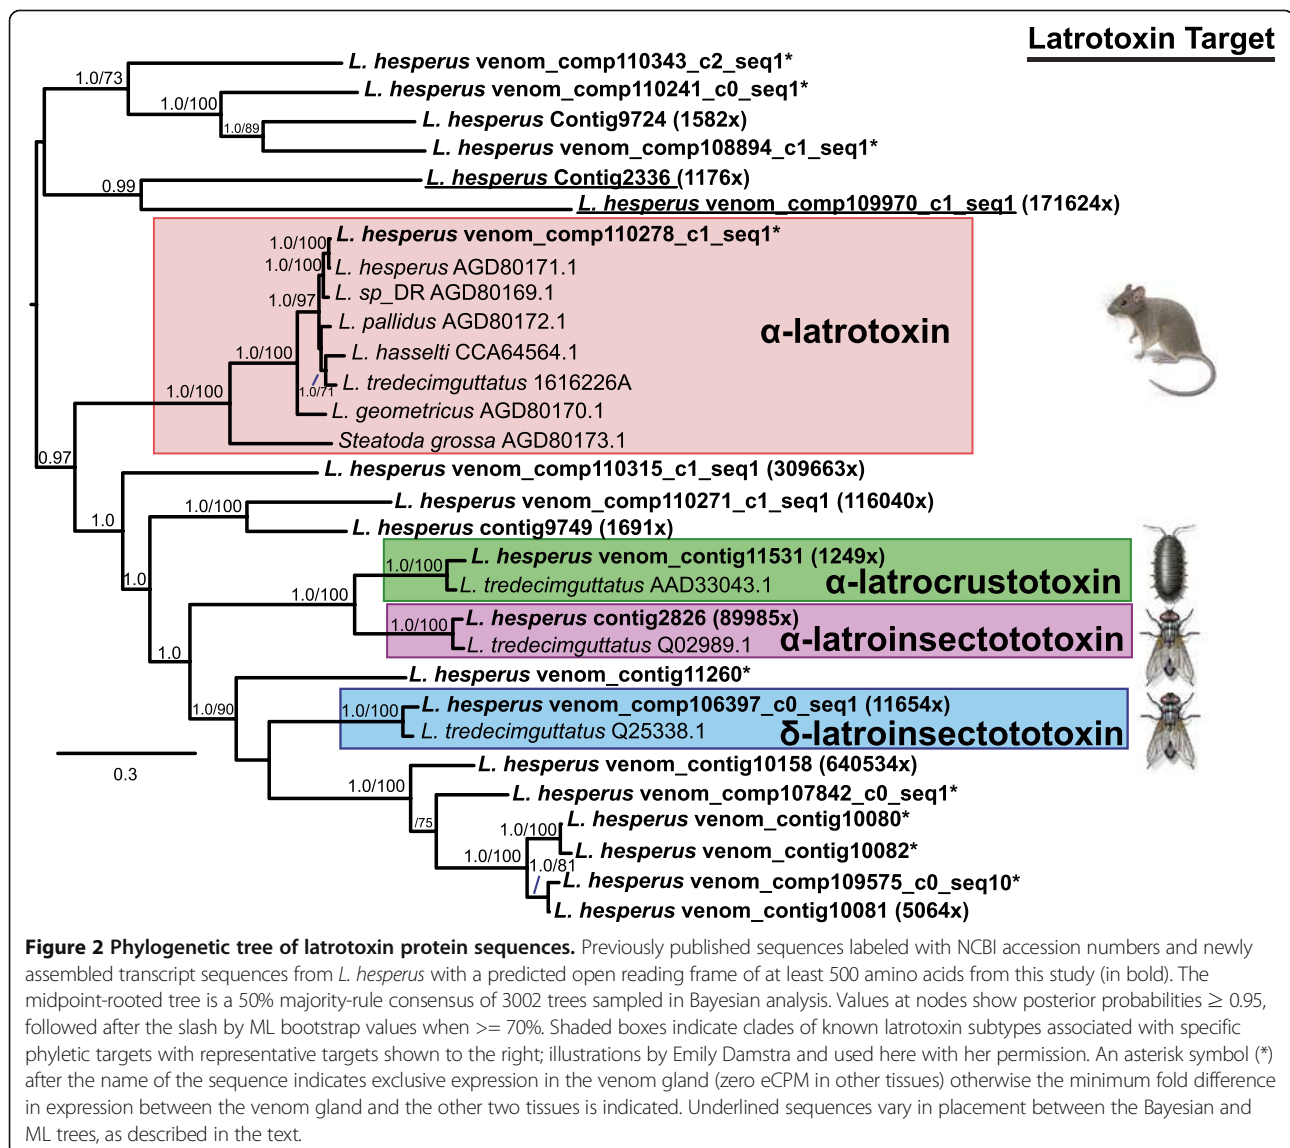 Latrotoxin Target
L. hesperus venom_comp110343_c2_seq1*
1.0/73
L. hesperus venom_comp110241_c0_seq1*
1.0/100
L. hesperus Contig9724 (1582x)
1.0/89
L. hesperus venom_comp108894_c1_seq1*
L. hesperus Contig2336 (1176x)
0.99
L. hesperus venom_comp109970_c1_seq1 (171624x)
L. hesperus venom_comp110278_c1_seq1*
1.0/100
L. hesperus AGD80171.1
1.0/100
L. sp_DR AGD80169.1
1.0/97
L. pallidus AGD80172.1
α-latrotoxin
L. hasselti CCA64564.1
1.0/100
L. tredecimguttatus 1616226A
1.0/71
1.0/100
L. geometricus AGD80170.1
Steatoda grossa AGD80173.1
0.97
L. hesperus venom_comp110315_c1_seq1 (309663x)
L. hesperus venom_comp110271_c1_seq1 (116040x)
1.0/100
1.0
L. hesperus contig9749 (1691x)
L. hesperus venom_contig11531 (1249x)
1.0/100
L. tredecimguttatus AAD33043.1
α-latrocrustotoxin
1.0
1.0/100
L. hesperus contig2826 (89985x)
1.0/100
L. tredecimguttatus Q02989.1
α-latroinsectototoxin
1.0
L. hesperus venom_contig11260*
1.0/90
L. hesperus venom_comp106397_c0_seq1 (11654x)
1.0/100
L. tredecimguttatus Q25338.1
δ-latroinsectototoxin
0.3
L. hesperus venom_contig10158 (640534x)
1.0/100
L. hesperus venom_comp107842_c0_seq1*
/75
L. hesperus venom_contig10080*
1.0/100
L. hesperus venom_contig10082*
1.0/100
1.0/81
L. hesperus venom_comp109575_c0_seq10*
L. hesperus venom_contig10081 (5064x)
Figure 2 Phylogenetic tree of latrotoxin protein sequences. Previously published sequences labeled with NCBI accession numbers and newly
assembled transcript sequences from L. hesperus with a predicted open reading frame of at least 500 amino acids from this study (in bold). The
midpoint-rooted tree is a 50% majority-rule consensus of 3002 trees sampled in Bayesian analysis. Values at nodes show posterior probabilities ≥ 0.95,
followed after the slash by ML bootstrap values when >= 70%. Shaded boxes indicate clades of known latrotoxin subtypes associated with specific
phyletic targets with representative targets shown to the right; illustrations by Emily Damstra and used here with her permission. An asterisk symbol (*)
after the name of the sequence indicates exclusive expression in the venom gland (zero eCPM in other tissues) otherwise the minimum fold difference
in expression between the venom gland and the other two tissues is indicated. Underlined sequences vary in placement between the Bayesian and
ML trees, as described in the text.